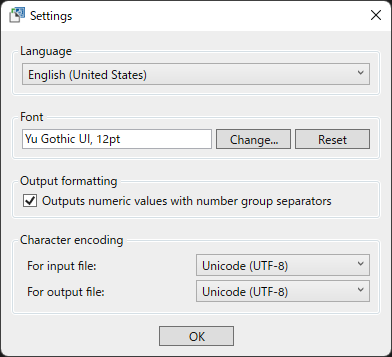 Settings
Language
English (United States)
Font
Yu Gothic UI, 12pt
Change...
Reset
Output formatting
Outputs numeric values with number group separators
Character encoding
For input file:
Unicode (UTF-8)
For output file:
Unicode (UTF-8)
OK